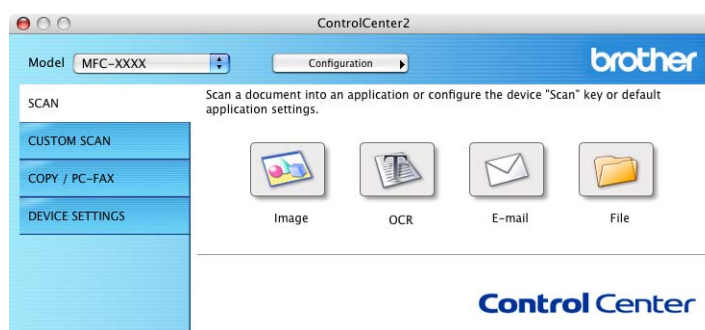 ControlCenter2
Model MFC-XXXX Configuration brother
SCAN
CUSTOM SCAN
COPY / PC-FAX
DEVICE SETTINGS
Scan a document into an application or configure the device "Scan" key or default
application settings.
Image OCR E-mail File
Control Center